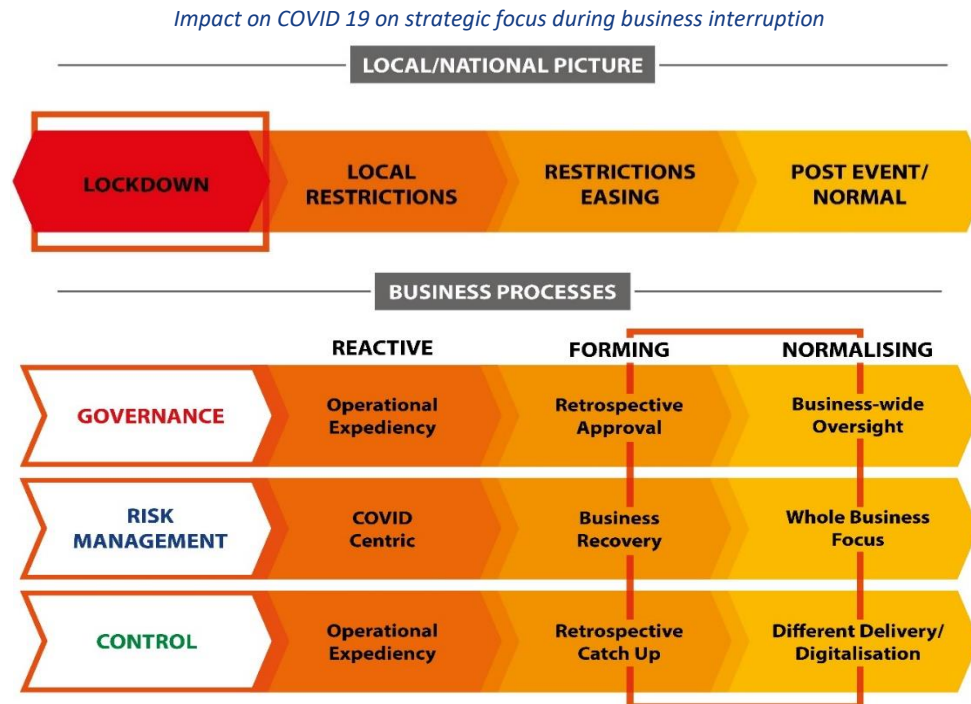 Impact on COVID 19 on strategic focus during business interruption
LOCAL/NATIONAL PICTURE
LOCKDOWN
LOCAL
RESTRICTIONS
RESTRICTIONS
EASING
POST EVENT/
NORMAL
BUSINESS PROCESSES
REACTIVE
FORMING
NORMALISING
GOVERNANCE
Operational
Expediency
Retrospective
Approval
Business-wide
Oversight
RISK
MANAGEMENT
COVID
Centric
Business
Recovery
Whole Business
Focus
CONTROL
Operational
Expediency
Retrospective
Catch Up
Different Delivery/
Digitalisation